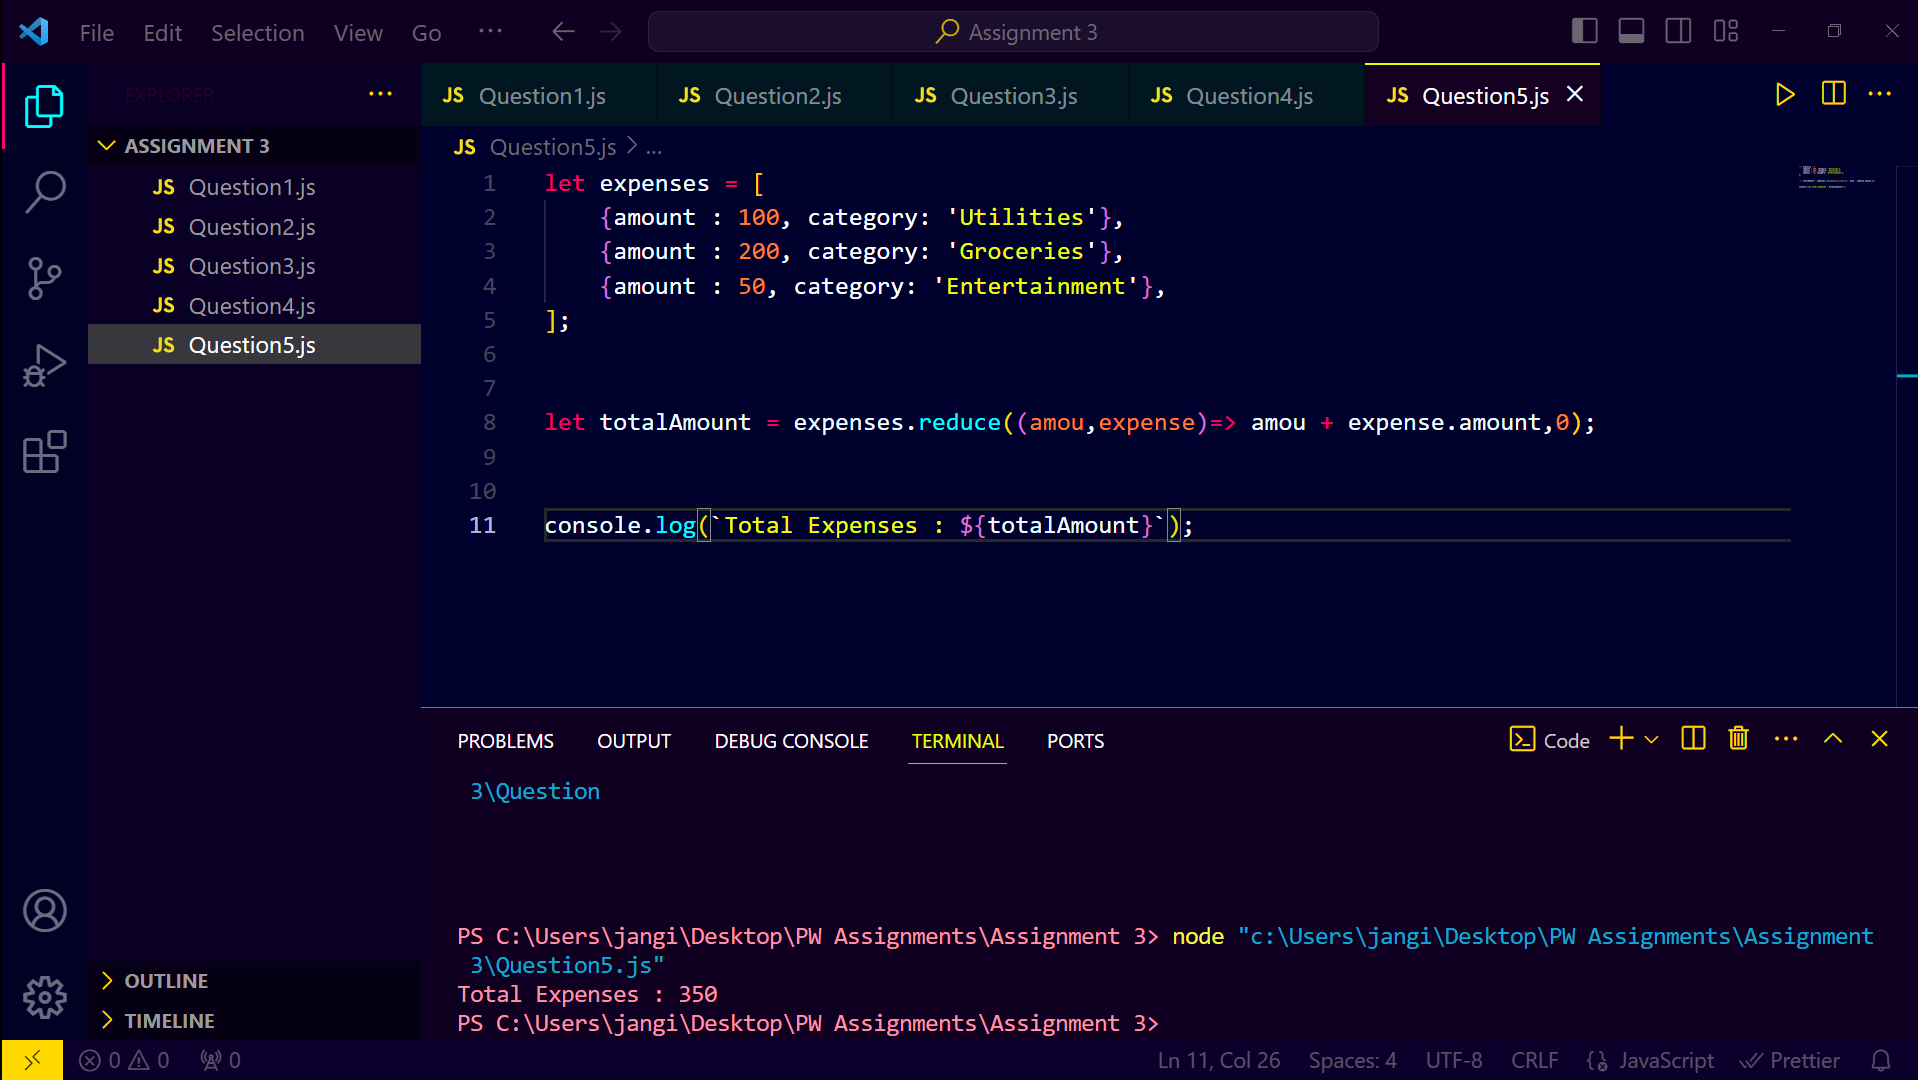 File Edit Selection View Go ... Assignment 3
EXPLORER ...
Question1.js Question2.js Question3.js Question4.js Question5.js
ASSIGNMENT 3
JS Question1.js
JS Question2.js
JS Question3.js
JS Question4.js
JS Question5.js
OUTLINE
TIMELINE
JS Question5.js > ...
1 let expenses = [
2 {amount : 100, category: 'Utilities'},
3 {amount : 200, category: 'Groceries'},
4 {amount : 50, category: 'Entertainment'},
5 ];
6
7
8 let totalAmount = expenses.reduce((amou,expense)=> amou + expense.amount,0);
9
10
11 console.log(`Total Expenses : ${totalAmount}`);
PROBLEMS OUTPUT DEBUG CONSOLE TERMINAL PORTS Code
3\Question
PS C:\Users\jangi\Desktop\PW Assignments\Assignment 3> node "c:\Users\jangi\Desktop\PW Assignments\Assignment
3\Question5.js"
Total Expenses : 350
PS C:\Users\jangi\Desktop\PW Assignments\Assignment 3>
0 0 0 Ln 11, Col 26 Spaces: 4 UTF-8 CRLF JavaScript Prettier